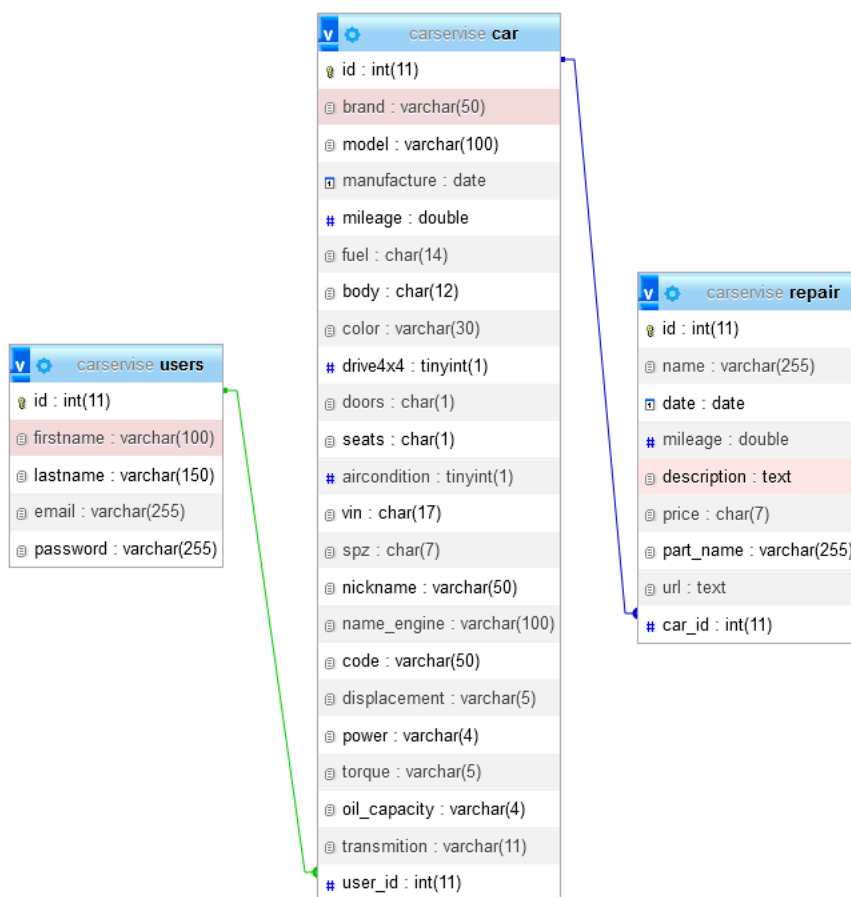 carservise users
id : int(11)
firstname : varchar(100)
lastname : varchar(150)
email : varchar(255)
password : varchar(255)
carservise car
id : int(11)
brand : varchar(50)
model : varchar(100)
manufacture : date
mileage : double
fuel : char(14)
body : char(12)
color : varchar(30)
drive4x4 : tinyint(1)
doors : char(1)
seats : char(1)
aircondition : tinyint(1)
vin : char(17)
spz : char(7)
nickname : varchar(50)
name_engine : varchar(100)
code : varchar(50)
displacement : varchar(5)
power : varchar(4)
torque : varchar(5)
oil_capacity : varchar(4)
transmition : varchar(11)
user_id : int(11)
carservise repair
id : int(11)
name : varchar(255)
date : date
mileage : double
description : text
price : char(7)
part_name : varchar(255)
url : text
car_id : int(11)